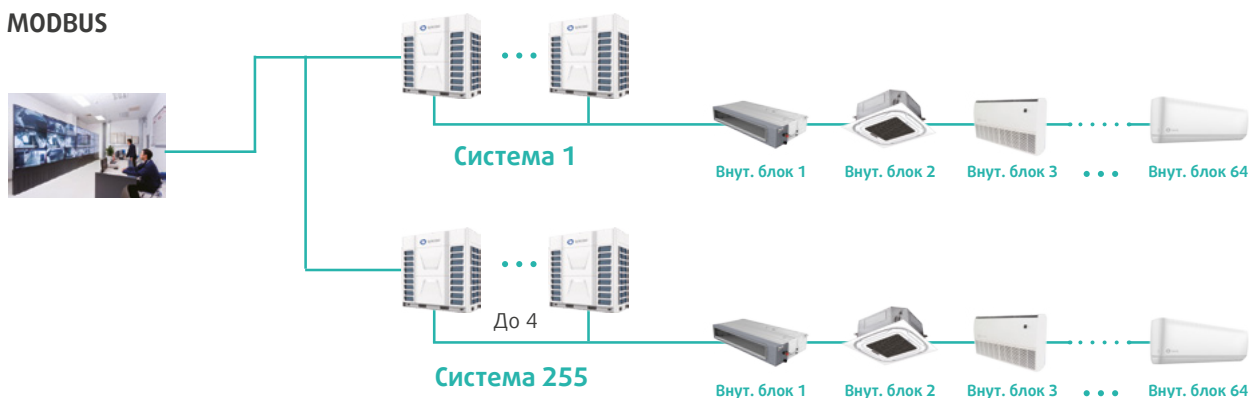 MODBUS
Система 1
Внут. блок 1
Внут. блок 2
Внут. блок 3
Внут. блок 64
До 4
Система 255
Внут. блок 1
Внут. блок 2
Внут. блок 3
Внут. блок 64